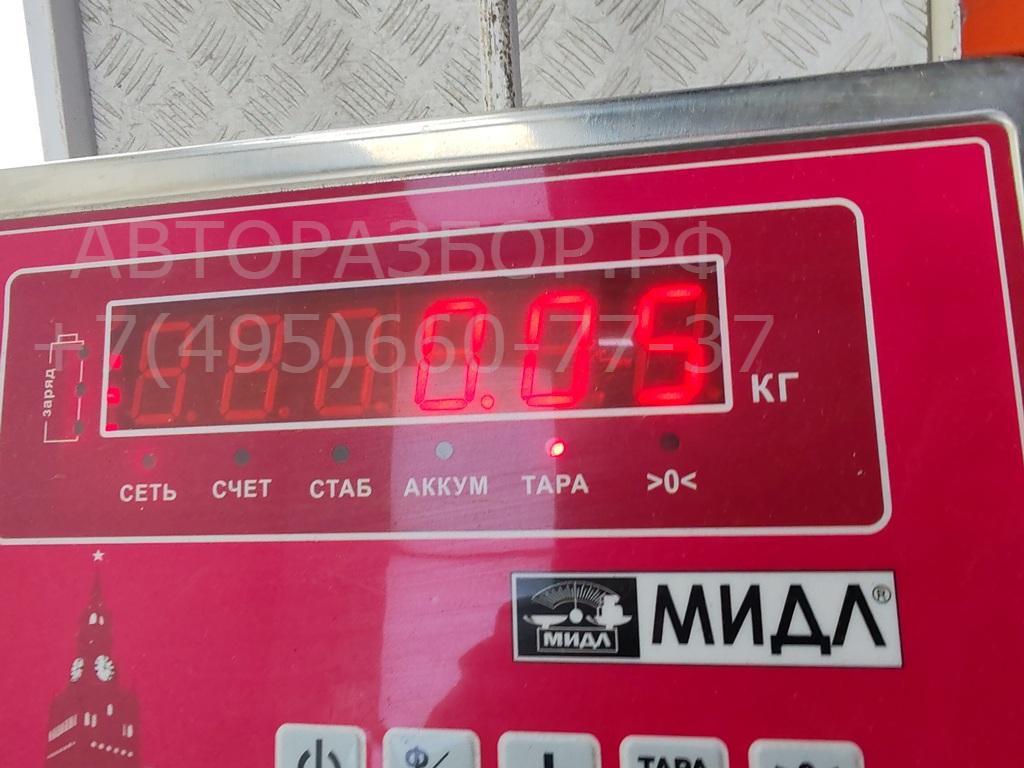 АВТОРАЗБОР.РФ
+7(495)660-77-37
заряд
0.05
КГ
СЕТЬ СЧЕТ СТАБ АККУМ ТАРА >0<
МИДЛ МИДЛ®
ТАРА